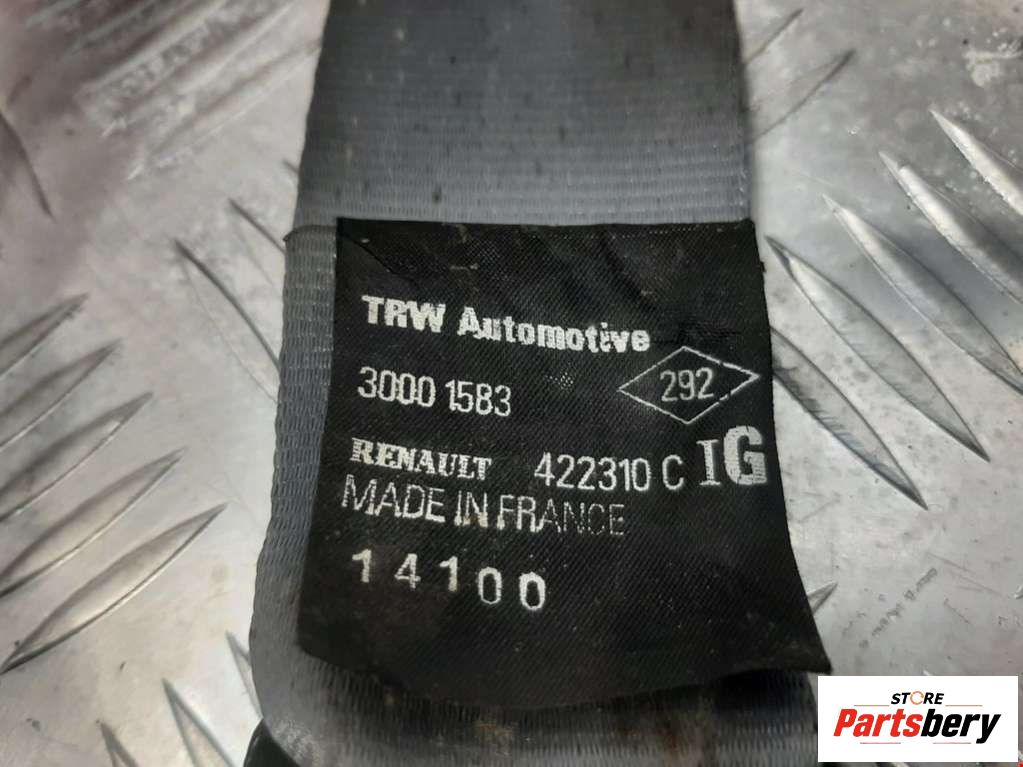 TRW Automotive
30001583
292
RENAULT 422310 C IG
MADE IN FRANCE
14100
STORE
Partsbery